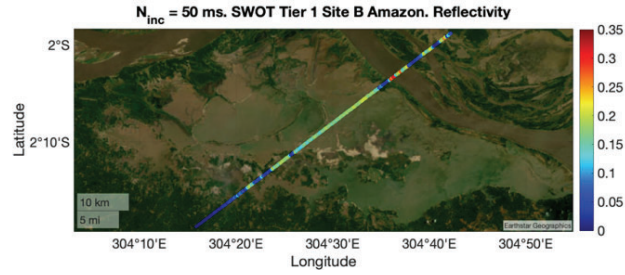 N_inc = 50 ms. SWOT Tier 1 Site B Amazon. Reflectivity
2°S
2°10'S
Latitude
10 km
5 mi
Earthstar Geographics
304°10'E 304°20'E 304°30'E 304°40'E 304°50'E
Longitude
0.35
0.3
0.25
0.2
0.15
0.1
0.05
0